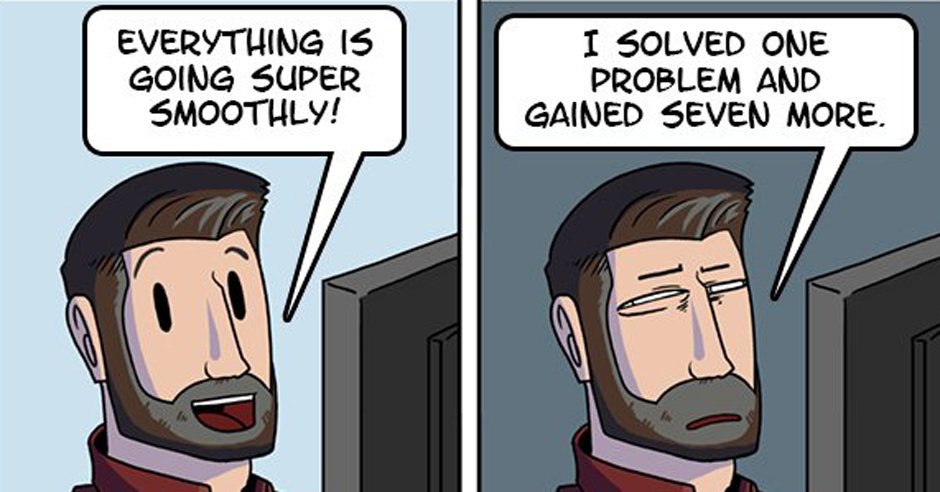 EVERYTHING IS
GOING SUPER
SMOOTHLY!
I SOLVED ONE
PROBLEM AND
GAINED SEVEN MORE.